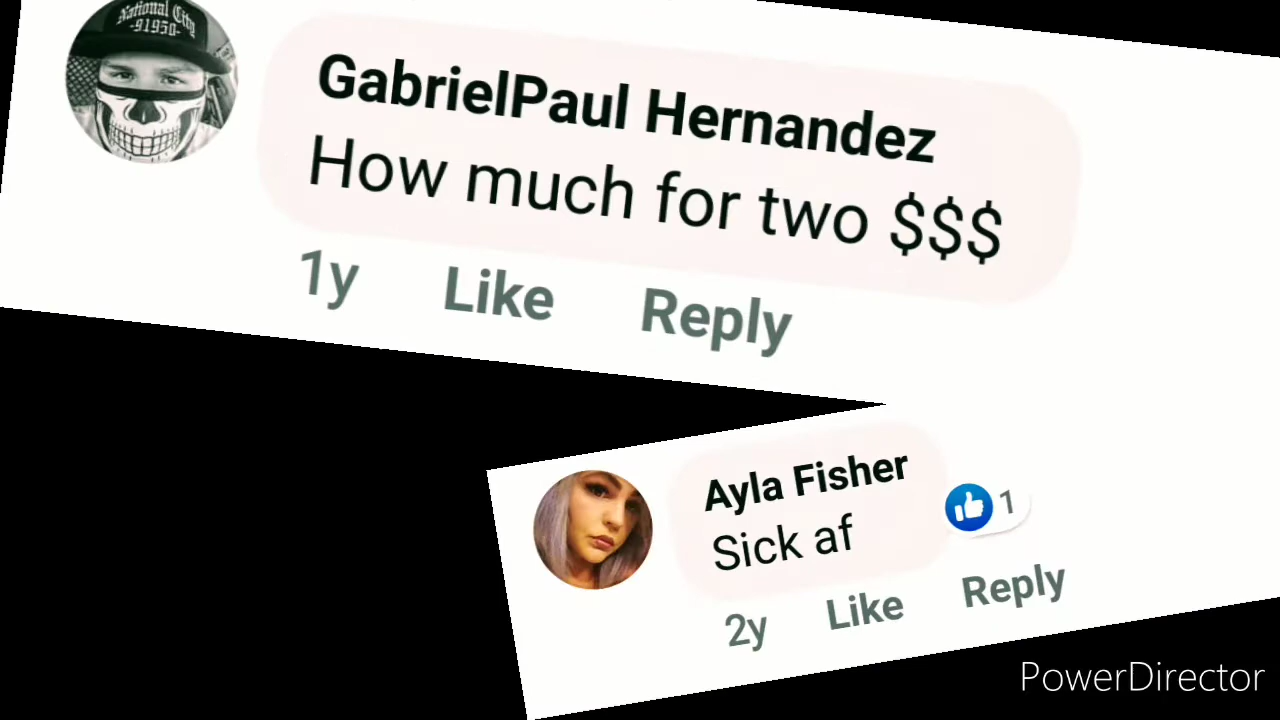 National City
-91950-
GabrielPaul Hernandez
How much for two $$$
1y Like Reply
Ayla Fisher
Sick af
1
2y Like Reply
PowerDirector